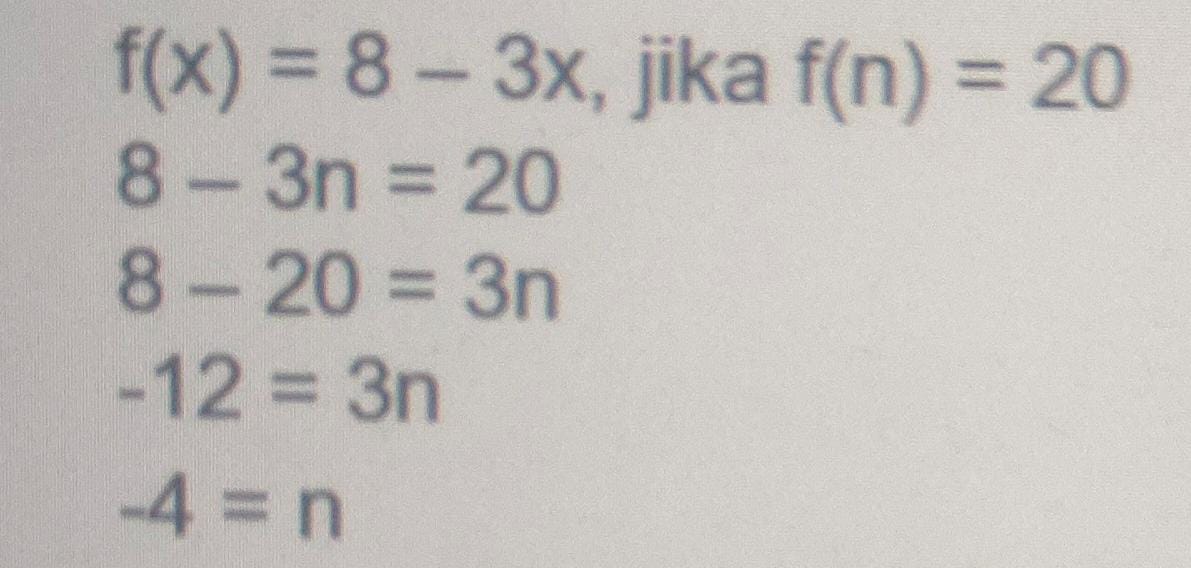 f(x) = 8 – 3x, jika f(n) = 20
8 – 3n = 20
8 – 20 = 3n
-12 = 3n
-4 = n